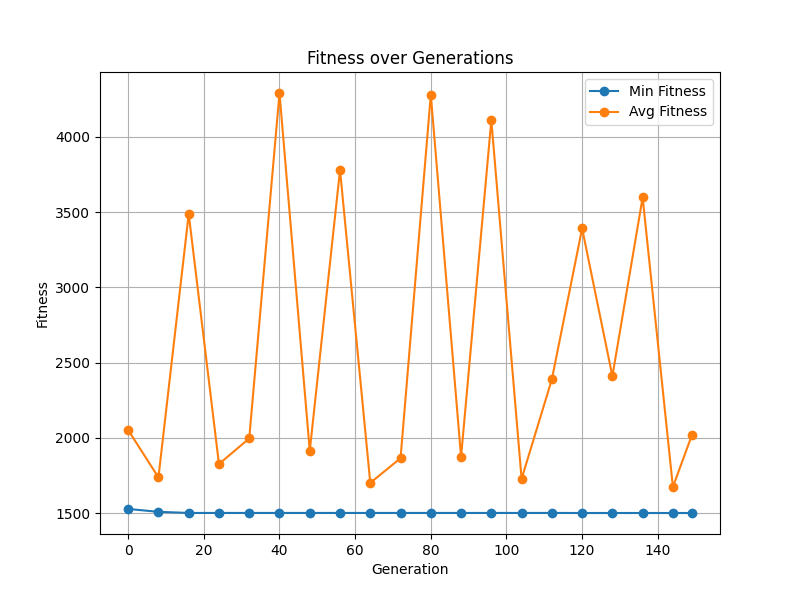 Fitness over Generations
Min Fitness
Avg Fitness
4000
3500
3000
2500
2000
1500
Fitness
0 20 40 60 80 100 120 140
Generation